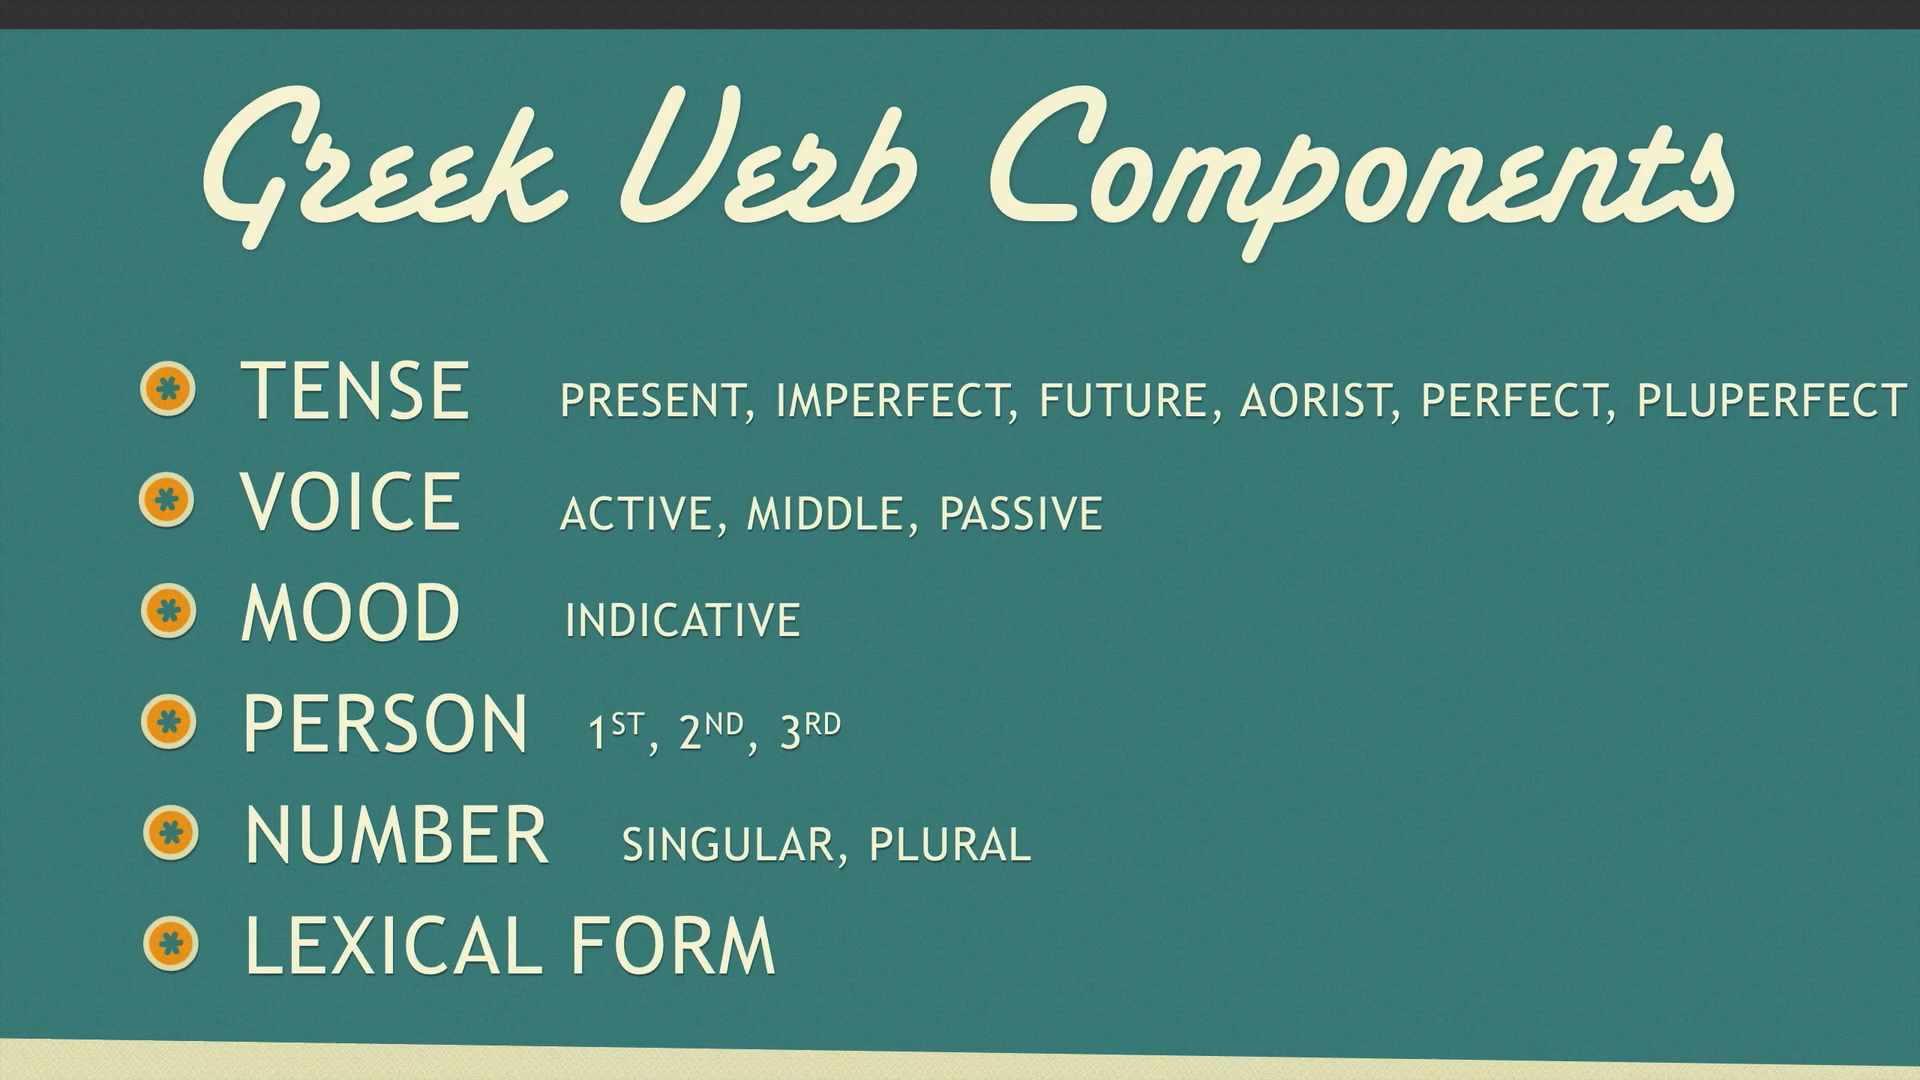 Greek Verb Components
TENSE PRESENT, IMPERFECT, FUTURE, AORIST, PERFECT, PLUPERFECT
VOICE ACTIVE, MIDDLE, PASSIVE
MOOD INDICATIVE
PERSON 1ST, 2ND, 3RD
NUMBER SINGULAR, PLURAL
LEXICAL FORM